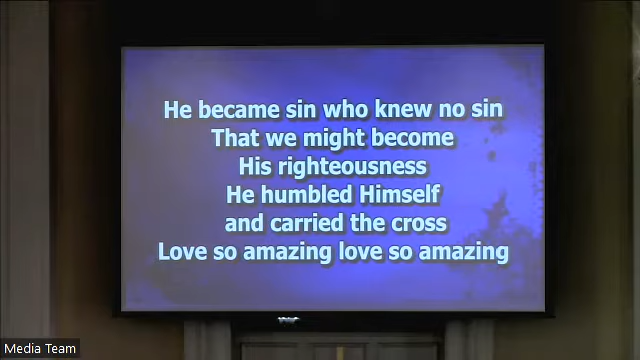 He became sin who knew no sin
That we might become
His righteousness
He humbled Himself
and carried the cross
Love so amazing love so amazing
Media Team